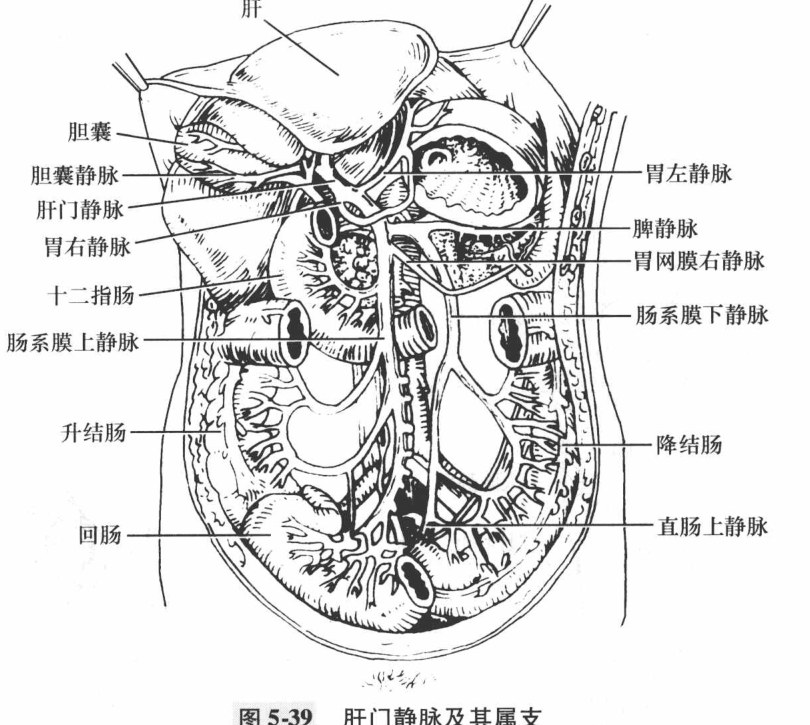 肝
胆囊
胆囊静脉
肝门静脉
胃右静脉
十二指肠
肠系膜上静脉
升结肠
回肠
胃左静脉
脾静脉
胃网膜右静脉
肠系膜下静脉
降结肠
直肠上静脉
图 5-39 肝门静脉及其属支